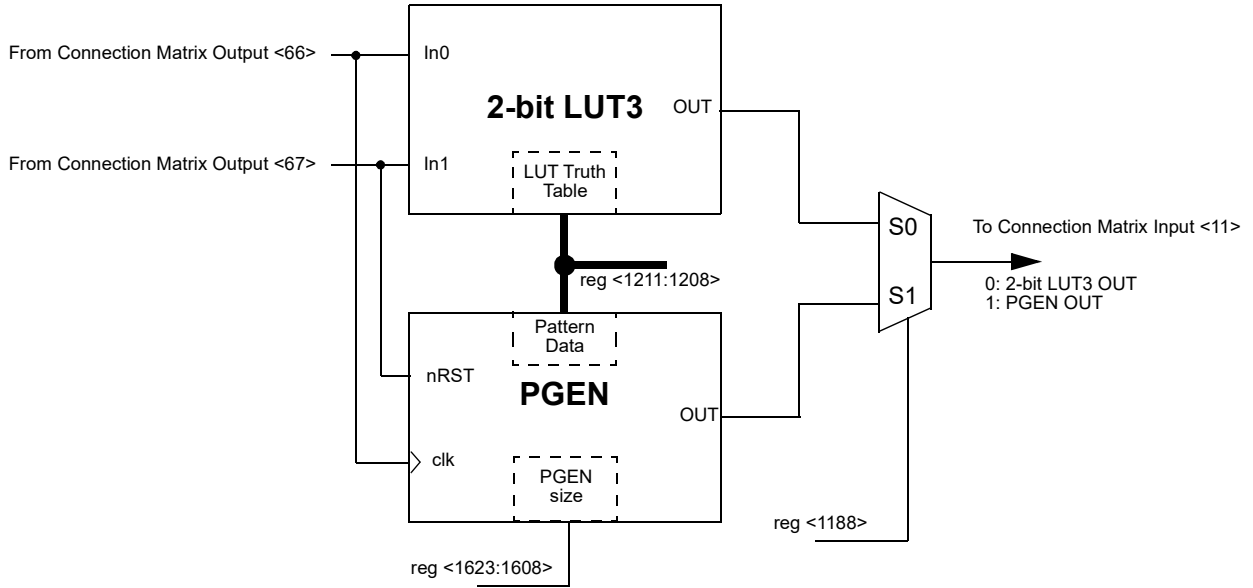 From Connection Matrix Output <66>
In0
2-bit LUT3
OUT
From Connection Matrix Output <67>
In1
LUT Truth
Table
S0
To Connection Matrix Input <11>
reg <1211:1208>
0: 2-bit LUT3 OUT
1: PGEN OUT
S1
Pattern
Data
nRST
PGEN
OUT
clk
PGEN
size
reg <1188>
reg <1623:1608>